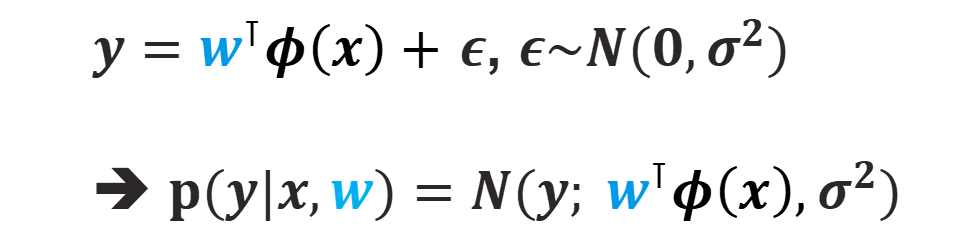 y = w⊤ϕ(x) + ϵ, ϵ~N(0, σ²)
➔ p(y|x, w) = N(y; w⊤ϕ(x), σ²)